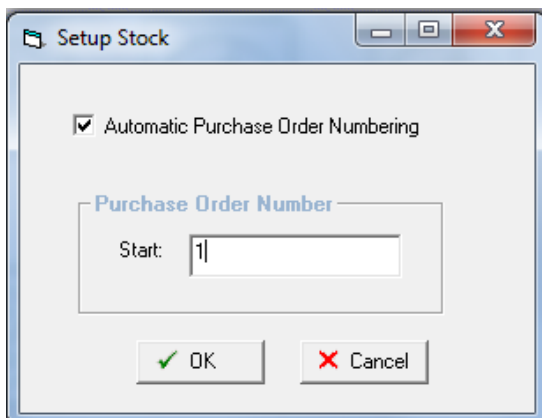 Setup Stock
Automatic Purchase Order Numbering
Purchase Order Number
Start: 1
OK Cancel